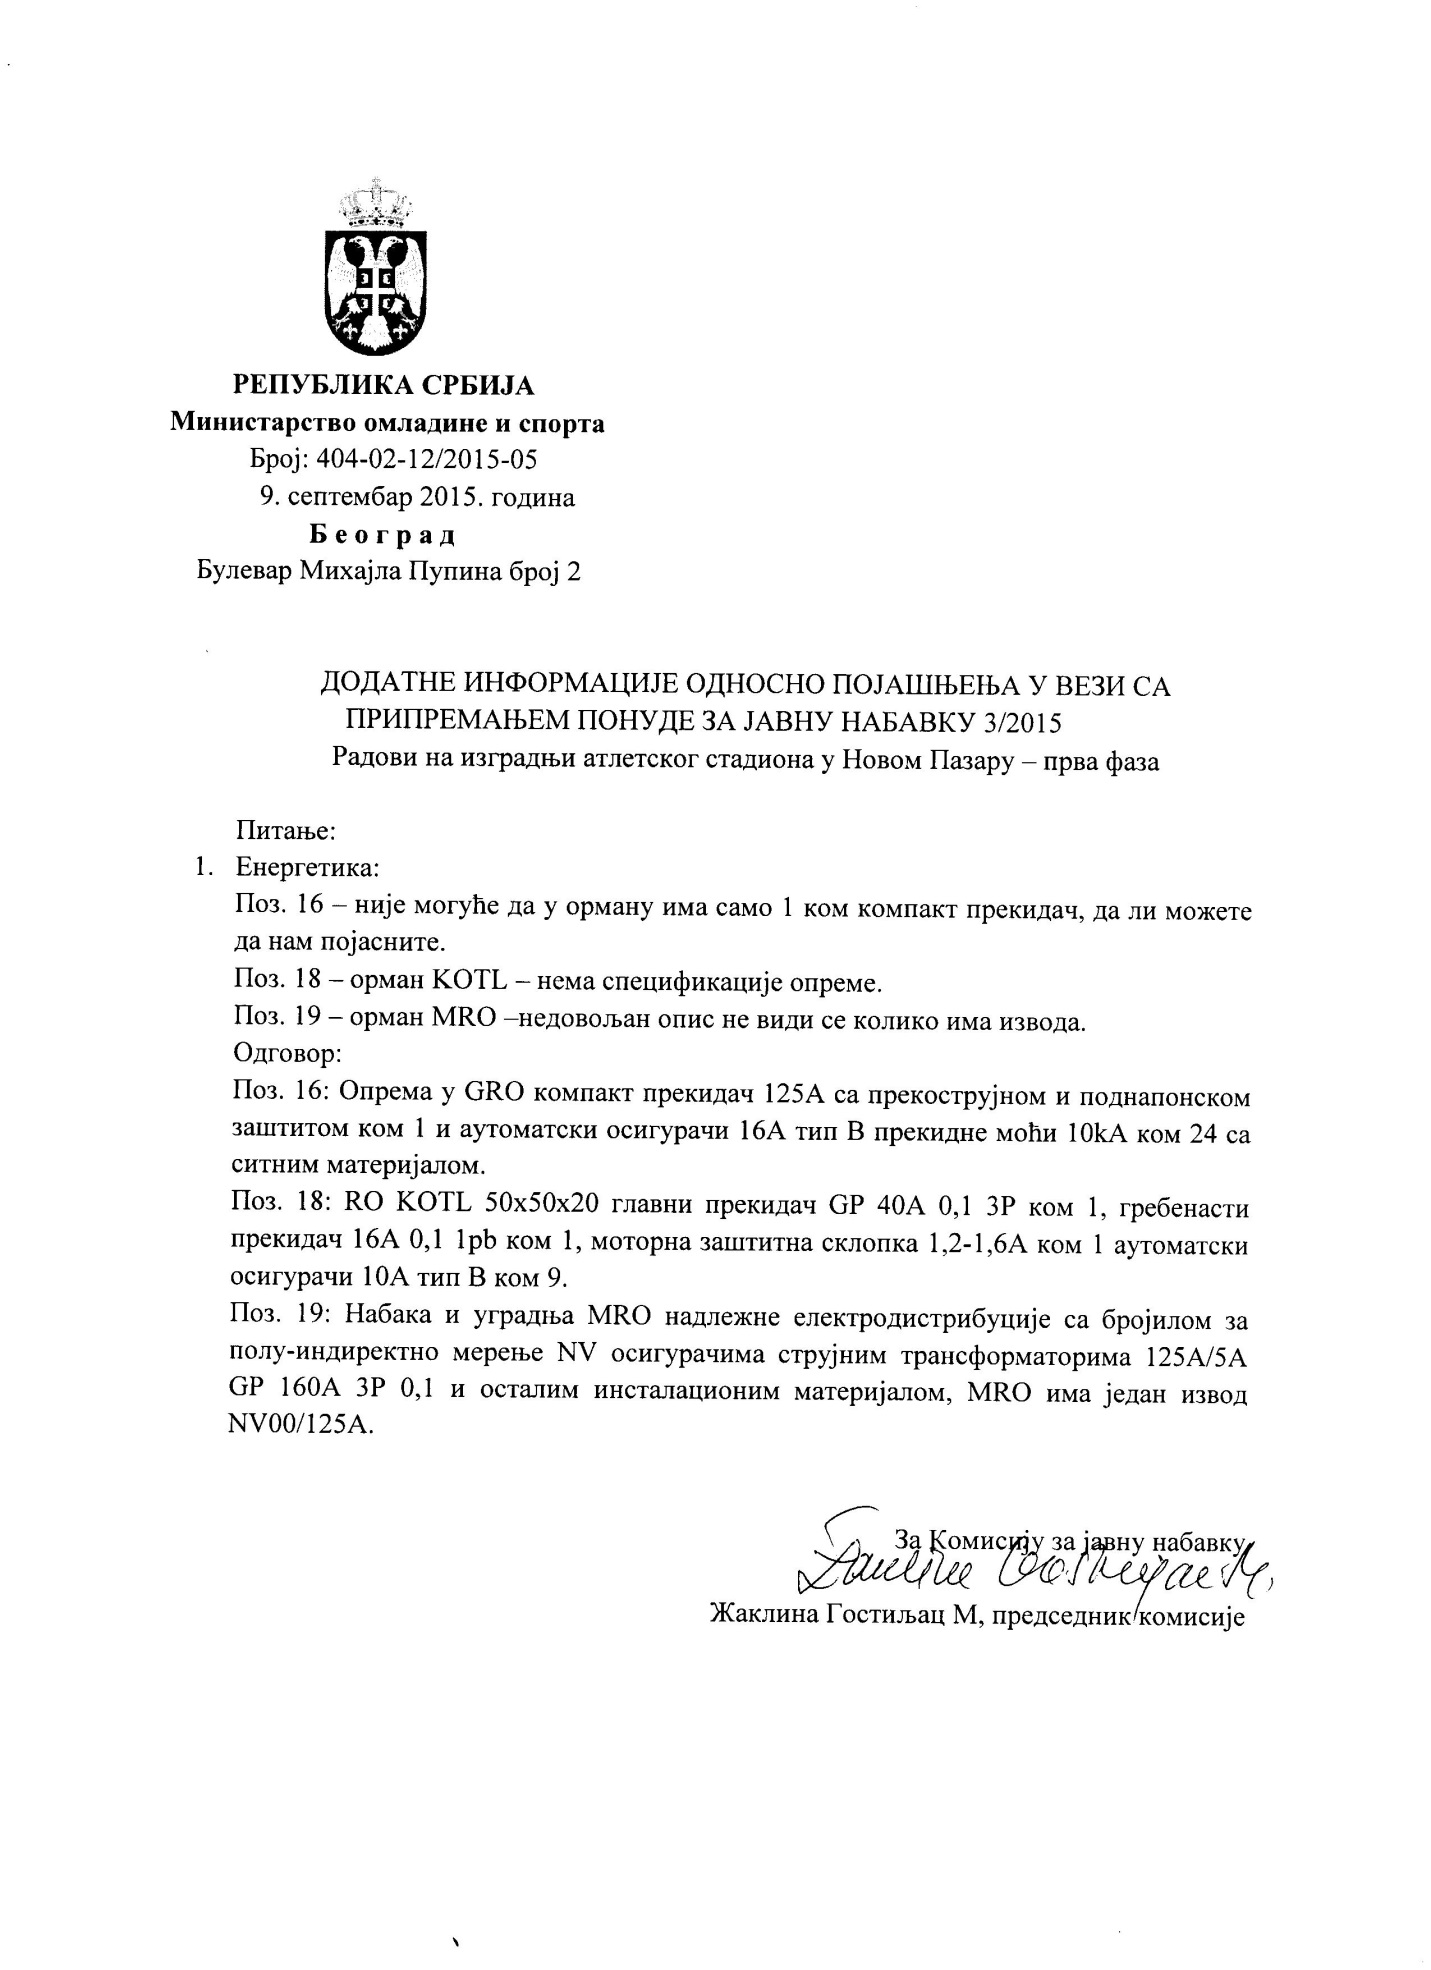 РЕПУБЛИКА СРБИЈА
Министарство омладине и спорта
Број: 404-02-12/2015-05
9. септембар 2015. година
Б е о г р а д
Булевар Михајла Пупина број 2
ДОДАТНЕ ИНФОРМАЦИЈЕ ОДНОСНО ПОЈАШЊЕЊА У ВЕЗИ СА
ПРИПРЕМАЊЕМ ПОНУДЕ ЗА ЈАВНУ НАБАВКУ 3/2015
Радови на изградњи атлетског стадиона у Новом Пазару – прва фаза
Питање:
1. Енергетика:
Поз. 16 – није могуће да у орману има само 1 ком компакт прекидач, да ли можете
да нам појасните.
Поз. 18 – орман KOTL – нема спецификације опреме.
Поз. 19 – орман MRO –недовољан опис не види се колико има извода.
Одговор:
Поз. 16: Опрема у GRO компакт прекидач 125А са прекострујном и поднапонском
заштитом ком 1 и аутоматски осигурачи 16А тип В прекидне моћи 10kA ком 24 са
ситним материјалом.
Поз. 18: RO KOTL 50x50x20 главни прекидач GP 40A 0,1 3P ком 1, гребенасти
прекидач 16А 0,1 1pb ком 1, моторна заштитна склопка 1,2-1,6А ком 1 аутоматски
осигурачи 10А тип В ком 9.
Поз. 19: Набака и уградња MRO надлежне електродистрибуције са бројилом за
полу-индиректно мерење NV осигурачима струјним трансформаторима 125А/5А
GP 160A 3P 0,1 и осталим инсталационим материјалом, MRO има један извод
NV00/125A.
За Комисију за јавну набавку
Жаклина Гостиљац М, председник комисије